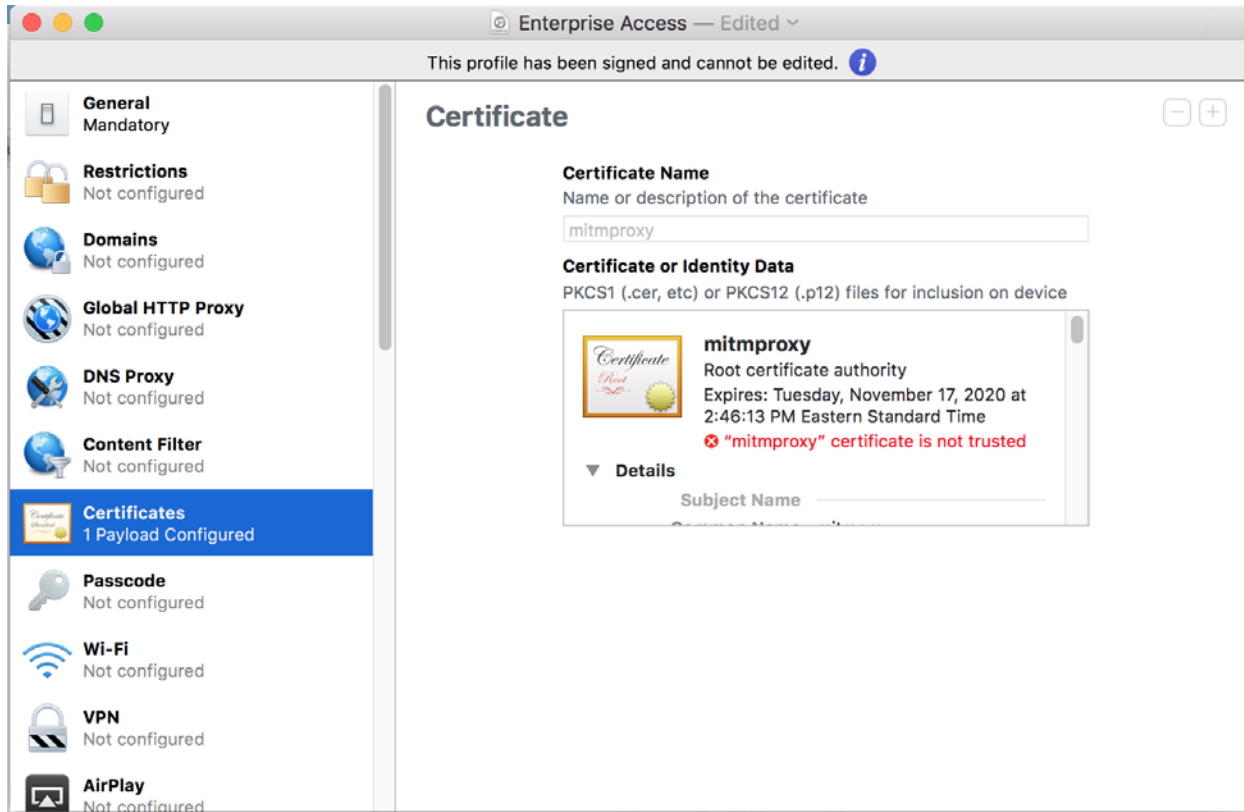 Enterprise Access — Edited
This profile has been signed and cannot be edited.
General
Mandatory
Restrictions
Not configured
Domains
Not configured
Global HTTP Proxy
Not configured
DNS Proxy
Not configured
Content Filter
Not configured
Certificates
1 Payload Configured
Passcode
Not configured
Wi-Fi
Not configured
VPN
Not configured
AirPlay
Not configured
Certificate
Certificate Name
Name or description of the certificate
mitmproxy
Certificate or Identity Data
PKCS1 (.cer, etc) or PKCS12 (.p12) files for inclusion on device
Certificate
Root
mitmproxy
Root certificate authority
Expires: Tuesday, November 17, 2020 at
2:46:13 PM Eastern Standard Time
“mitmproxy” certificate is not trusted
Details
Subject Name
Common Name mitmproxy